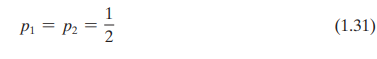 p₁ = p₂ = 1/2 (1.31)